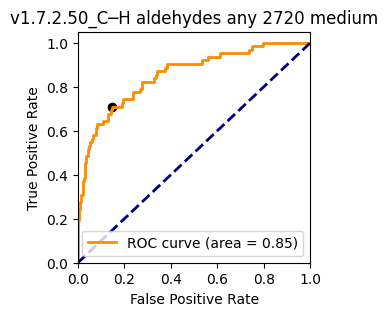 v1.7.2.50_C─H aldehydes any 2720 medium
True Positive Rate
1.0
0.8
0.6
0.4
0.2
0.0
ROC curve (area = 0.85)
0.0 0.2 0.4 0.6 0.8 1.0
False Positive Rate